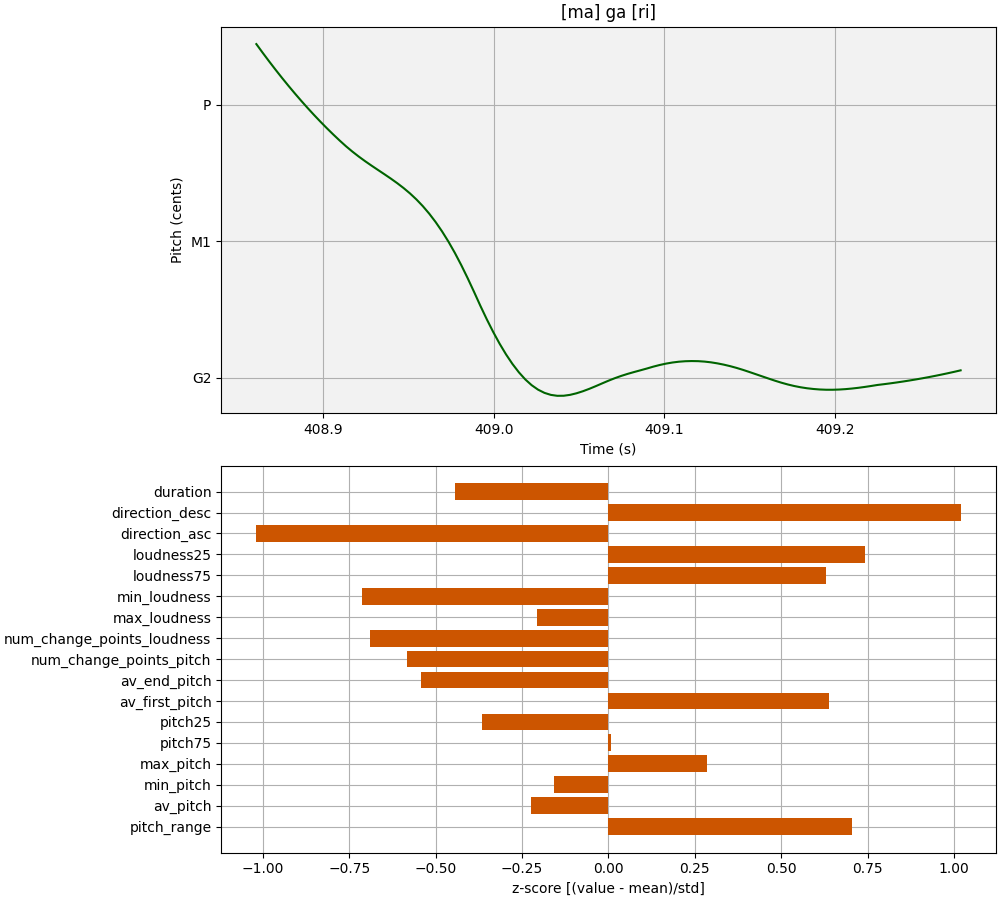 [ma] ga [ri]
Pitch (cents)
P
M1
G2
408.9 409.0 409.1 409.2
Time (s)
duration
direction_desc
direction_asc
loudness25
loudness75
min_loudness
max_loudness
num_change_points_loudness
num_change_points_pitch
av_end_pitch
av_first_pitch
pitch25
pitch75
max_pitch
min_pitch
av_pitch
pitch_range
−1.00 −0.75 −0.50 −0.25 0.00 0.25 0.50 0.75 1.00
z-score [(value - mean)/std]